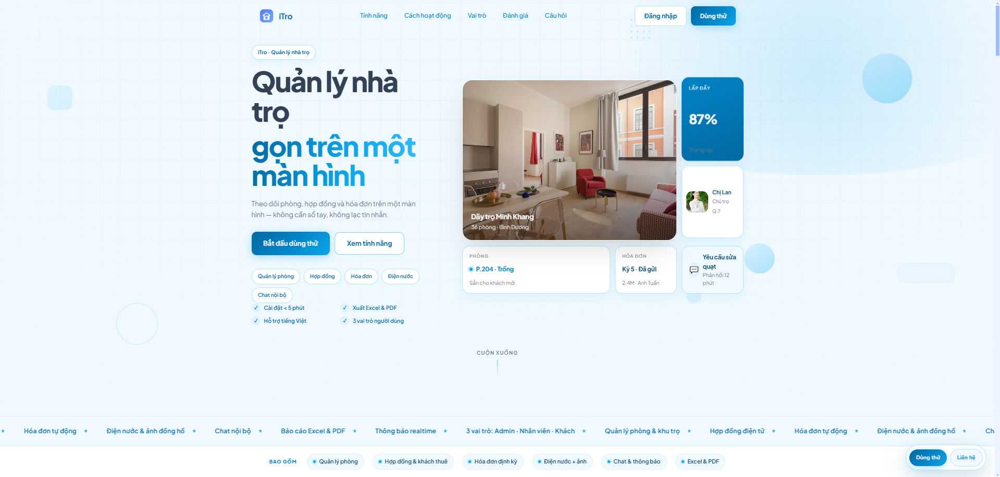 iTro
Tính năng
Cách hoạt động
Vai trò
Đánh giá
Câu hỏi
Đăng nhập
Dùng thử
iTro · Quản lý nhà trọ
Quản lý nhà
trọ
gọn trên một
màn hình
Theo dõi phòng, hợp đồng và hóa đơn trên một màn
hình — không cần sổ tay, không lạc tin nhắn.
Bắt đầu dùng thử
Xem tính năng
Quản lý phòng
Hợp đồng
Hóa đơn
Điện nước
Chat nội bộ
✓ Cài đặt < 5 phút
✓ Xuất Excel & PDF
✓ Hỗ trợ tiếng Việt
✓ 3 vai trò người dùng
Dãy trọ Minh Khang
36 phòng · Bình Dương
LẤP ĐẦY
87%
Tháng này
Chị Lan
Chủ trọ ·
Q.7
PHÒNG
P.204 · Trống
Sẵn cho khách mới
HÓA ĐƠN
Kỳ 5 · Đã gửi
2.4M · Anh Tuấn
Yêu cầu sửa
quạt
Phản hồi 12
phút
CUỘN XUỐNG
Hóa đơn tự động
Điện nước & ảnh đồng hồ
Chat nội bộ
Báo cáo Excel & PDF
Thông báo realtime
3 vai trò: Admin · Nhân viên · Khách
Quản lý phòng & khu trọ
Hợp đồng điện tử
Hóa đơn tự động
Điện nước & ảnh đồng hồ
BAO GỒM
Quản lý phòng
Hợp đồng & khách thuê
Hóa đơn định kỳ
Điện nước + ảnh
Chat & thông báo
Excel & PDF
Dùng thử
Liên hệ